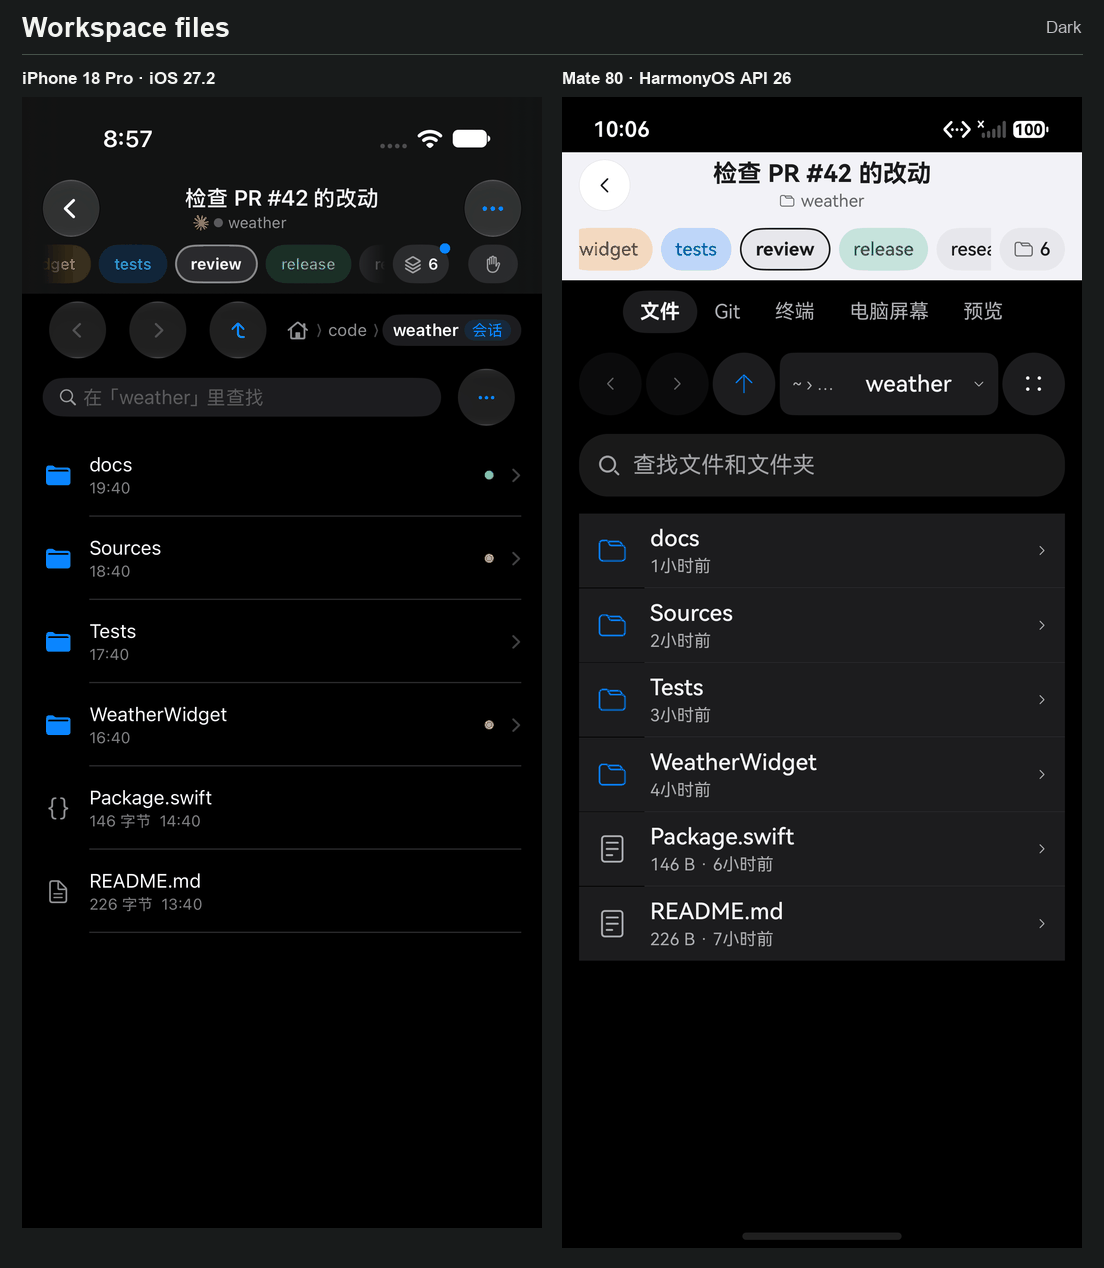 Workspace files
Dark
iPhone 18 Pro · iOS 27.2
8:57
检查 PR #42 的改动
weather
dget
tests
review
release
6
code
weather 会话
在「weather」里查找
docs
19:40
Sources
18:40
Tests
17:40
WeatherWidget
16:40
Package.swift
146 字节 14:40
README.md
226 字节 13:40
Mate 80 · HarmonyOS API 26
10:06
100
检查 PR #42 的改动
weather
widget
tests
review
release
resea
6
文件
Git
终端
电脑屏幕
预览
~ › ...
weather
查找文件和文件夹
docs
1小时前
Sources
2小时前
Tests
3小时前
WeatherWidget
4小时前
Package.swift
146 B · 6小时前
README.md
226 B · 7小时前